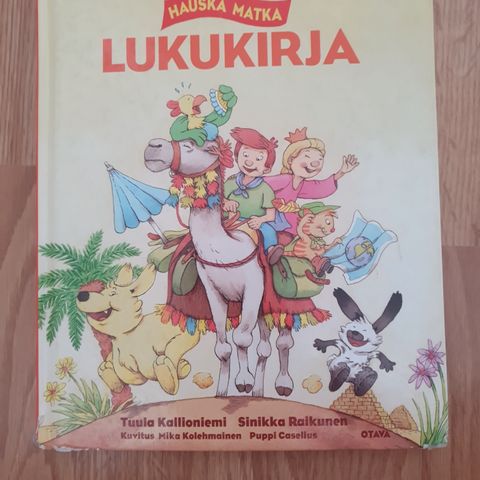 HAUSKA MATKA
LUKUKIRJA
Tuula Kallioniemi Sinikka Raikunen
Kuvitus Mika Kolehmainen Puppi Caselius OTAVA